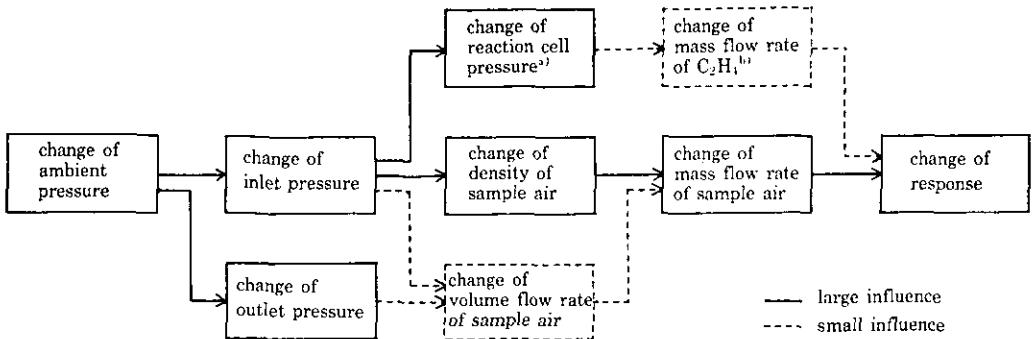 change of
ambient
pressure
change of
inlet pressure
change of
outlet pressure
change of
reaction cell
pressure a)
change of
density of
sample air
change of
volume flow rate
of sample air
change of
mass flow rate
of C₂H₄ b)
change of
mass flow rate
of sample air
change of
response
large influence
small influence